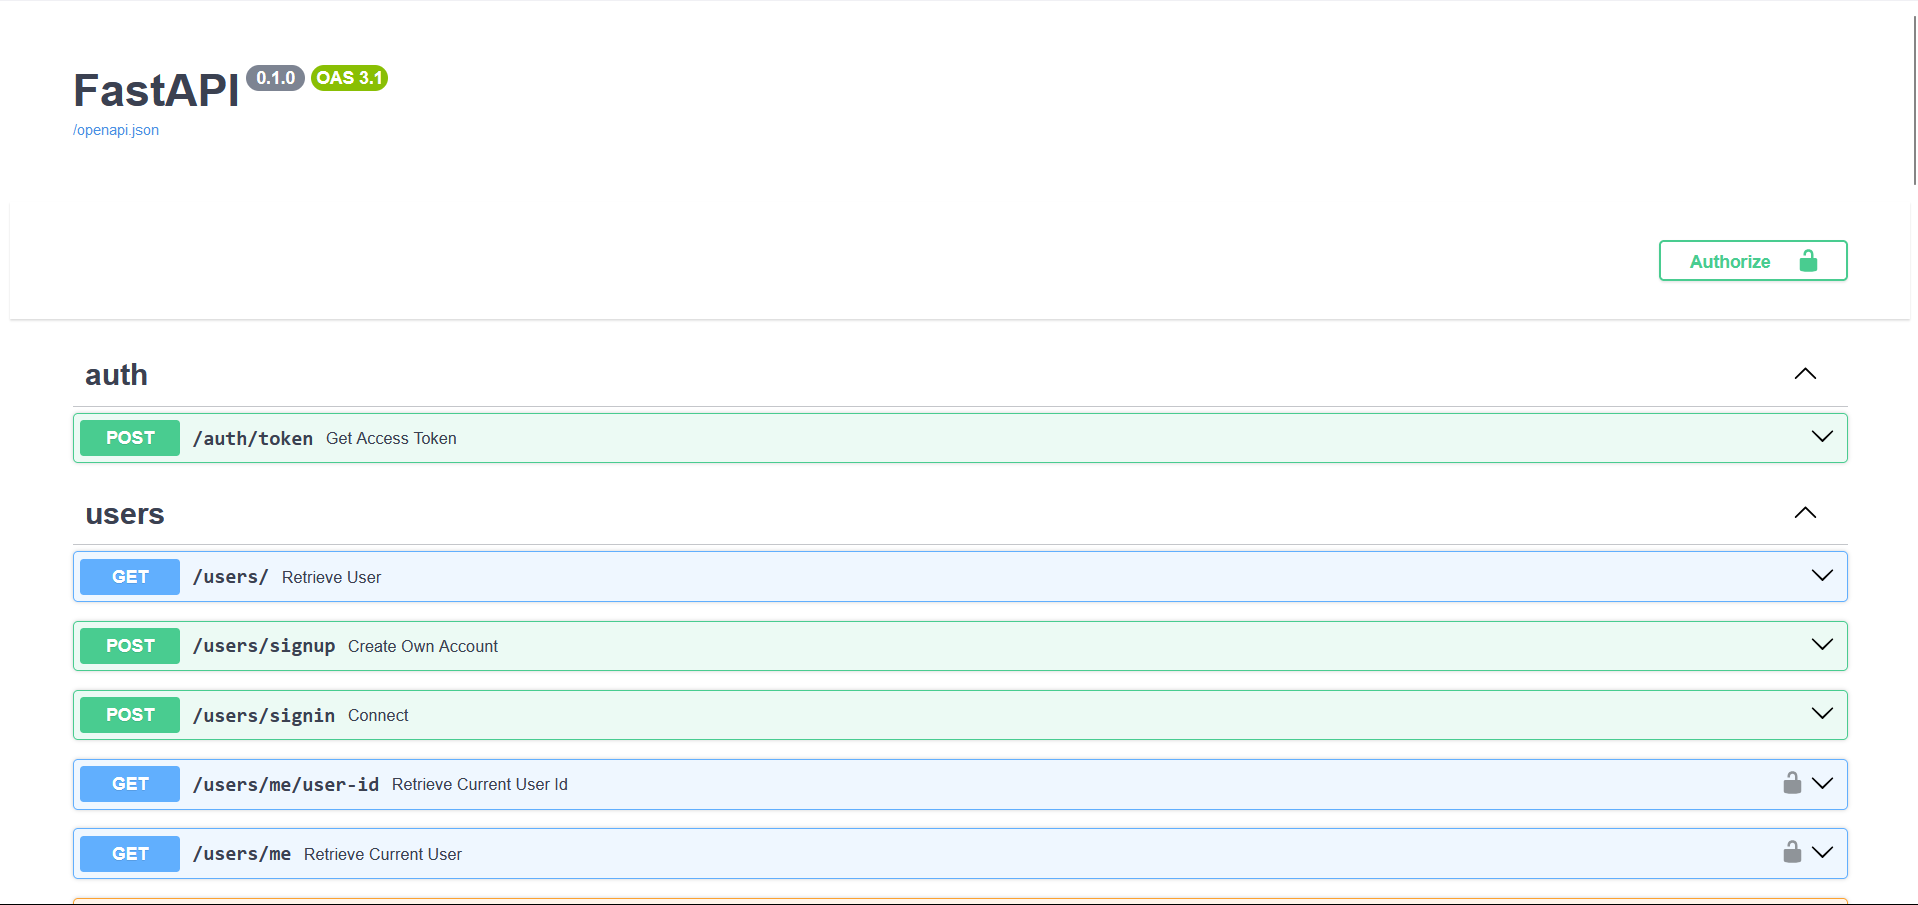 FastAPI 0.1.0 OAS 3.1
/openapi.json
Authorize
auth
POST /auth/token Get Access Token
users
GET /users/ Retrieve User
POST /users/signup Create Own Account
POST /users/signin Connect
GET /users/me/user-id Retrieve Current User Id
GET /users/me Retrieve Current User